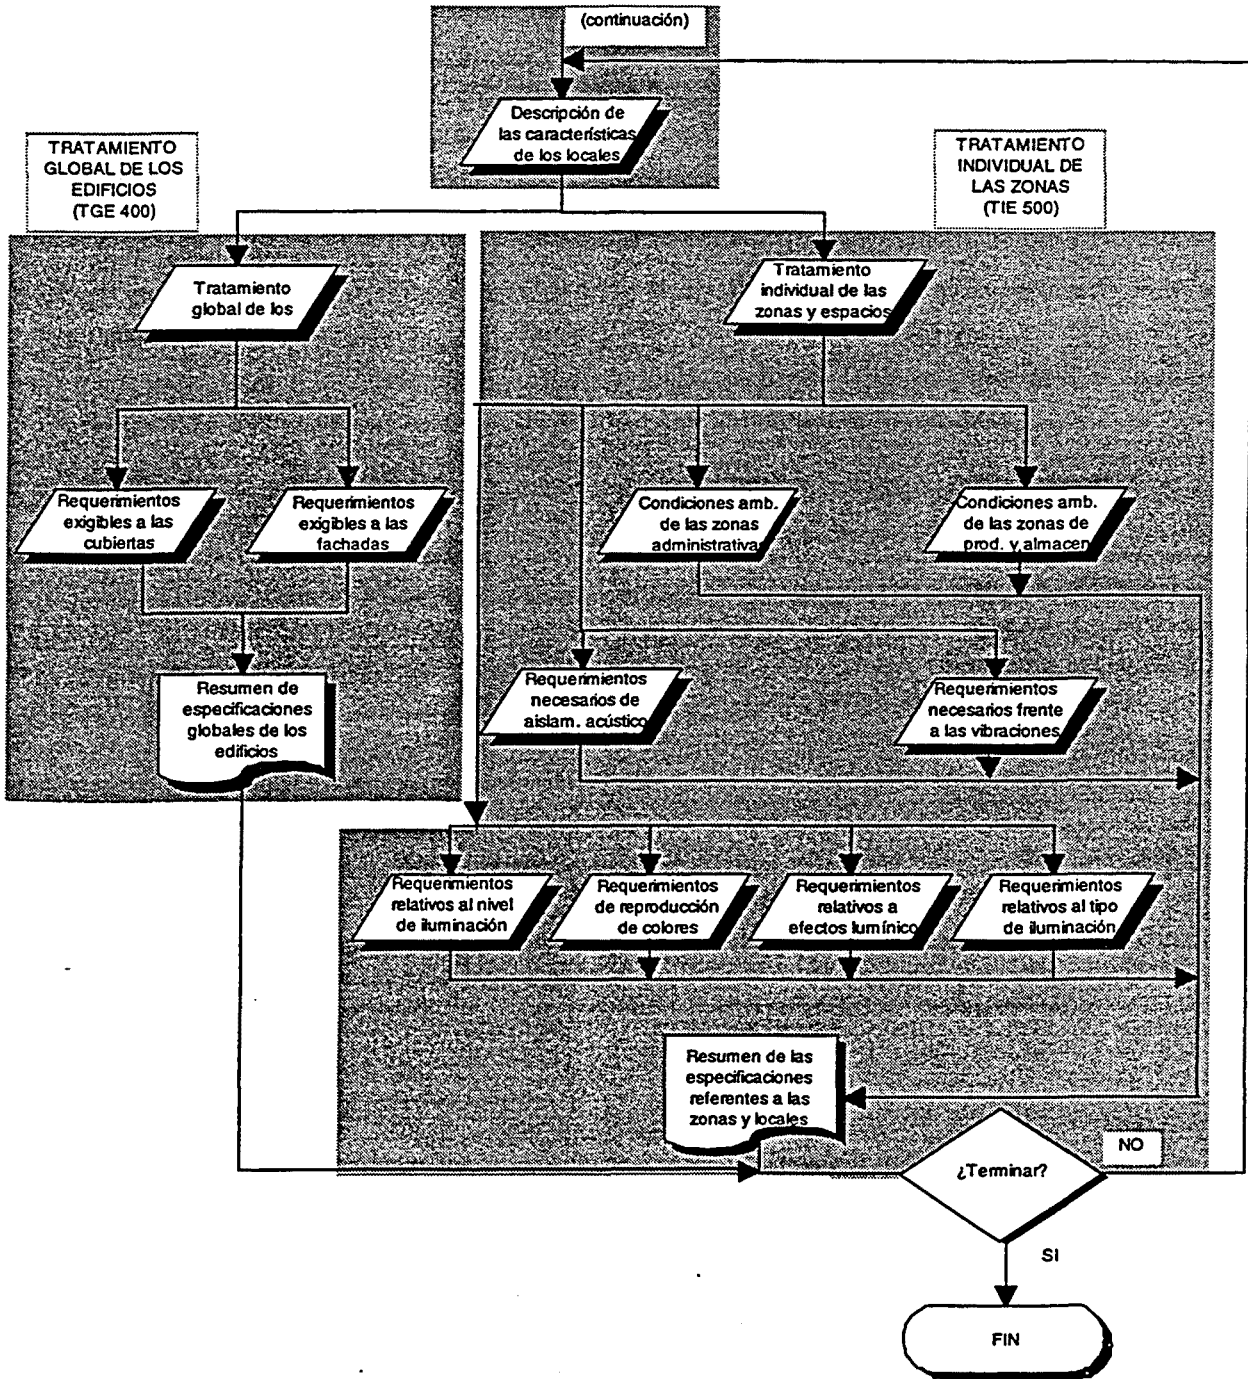 (continuación)
Descripción de
las características
de los locales
TRATAMIENTO
GLOBAL DE LOS
EDIFICIOS
(TGE 400)
TRATAMIENTO
INDIVIDUAL DE
LAS ZONAS
(TIE 500)
Tratamiento
global de los
Tratamiento
individual de las
zonas y espacios
Requerimientos
exigibles a las
cubiertas
Requerimientos
exigibles a las
fachadas
Condiciones amb.
de las zonas
administrativa
Condiciones amb.
de las zonas de
prod. y almacen
Resumen de
especificaciones
globales de los
edificios
Requerimientos
necesarios de
aislam. acústico
Requerimientos
necesarios frente
a las vibraciones
Requerimientos
relativos al nivel
de iluminación
Requerimientos
de reproducción
de colores
Requerimientos
relativos a
efectos lumínico
Requerimientos
relativos al tipo
de iluminación
Resumen de las
especificaciones
referentes a las
zonas y locales
¿Terminar?
NO
SI
FIN